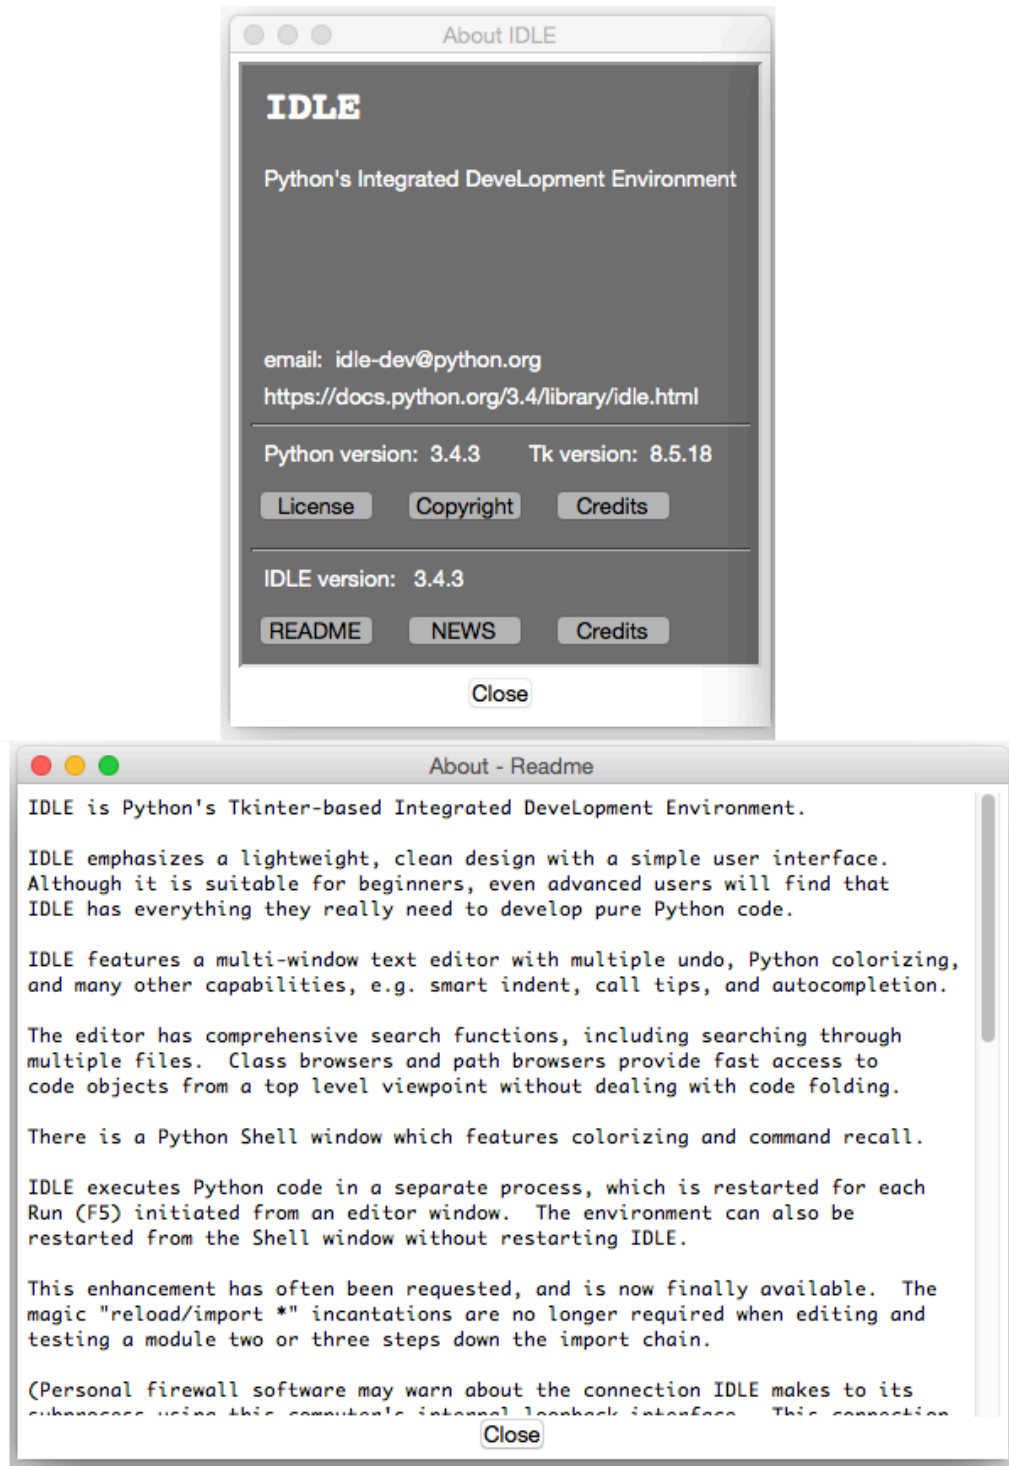 About IDLE
IDLE
Python's Integrated DeveLopment Environment
email:  idle-dev@python.org
https://docs.python.org/3.4/library/idle.html
Python version:  3.4.3     Tk version:  8.5.18
License     Copyright     Credits
IDLE version:   3.4.3
README     NEWS     Credits
Close
About - Readme
IDLE is Python's Tkinter-based Integrated DeveLopment Environment.
IDLE emphasizes a lightweight, clean design with a simple user interface.
Although it is suitable for beginners, even advanced users will find that
IDLE has everything they really need to develop pure Python code.
IDLE features a multi-window text editor with multiple undo, Python colorizing,
and many other capabilities, e.g. smart indent, call tips, and autocompletion.
The editor has comprehensive search functions, including searching through
multiple files.  Class browsers and path browsers provide fast access to
code objects from a top level viewpoint without dealing with code folding.
There is a Python Shell window which features colorizing and command recall.
IDLE executes Python code in a separate process, which is restarted for each
Run (F5) initiated from an editor window.  The environment can also be
restarted from the Shell window without restarting IDLE.
This enhancement has often been requested, and is now finally available.  The
magic "reload/import *" incantations are no longer required when editing and
testing a module two or three steps down the import chain.
(Personal firewall software may warn about the connection IDLE makes to its
subprocess using this computer's internal loopback interface.  This connection
Close